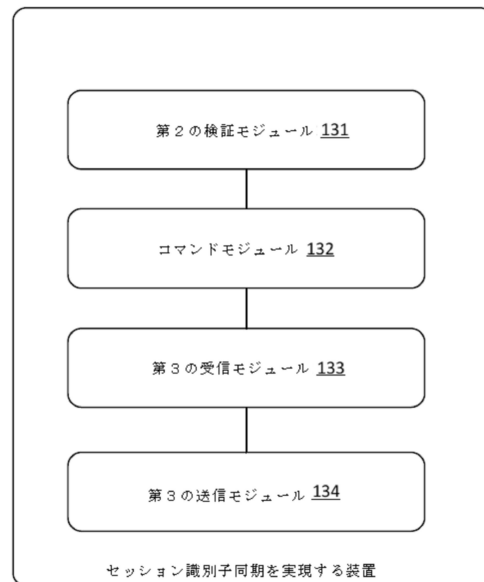 第２の検証モジュール 131
コマンドモジュール 132
第３の受信モジュール 133
第３の送信モジュール 134
セッション識別子同期を実現する装置